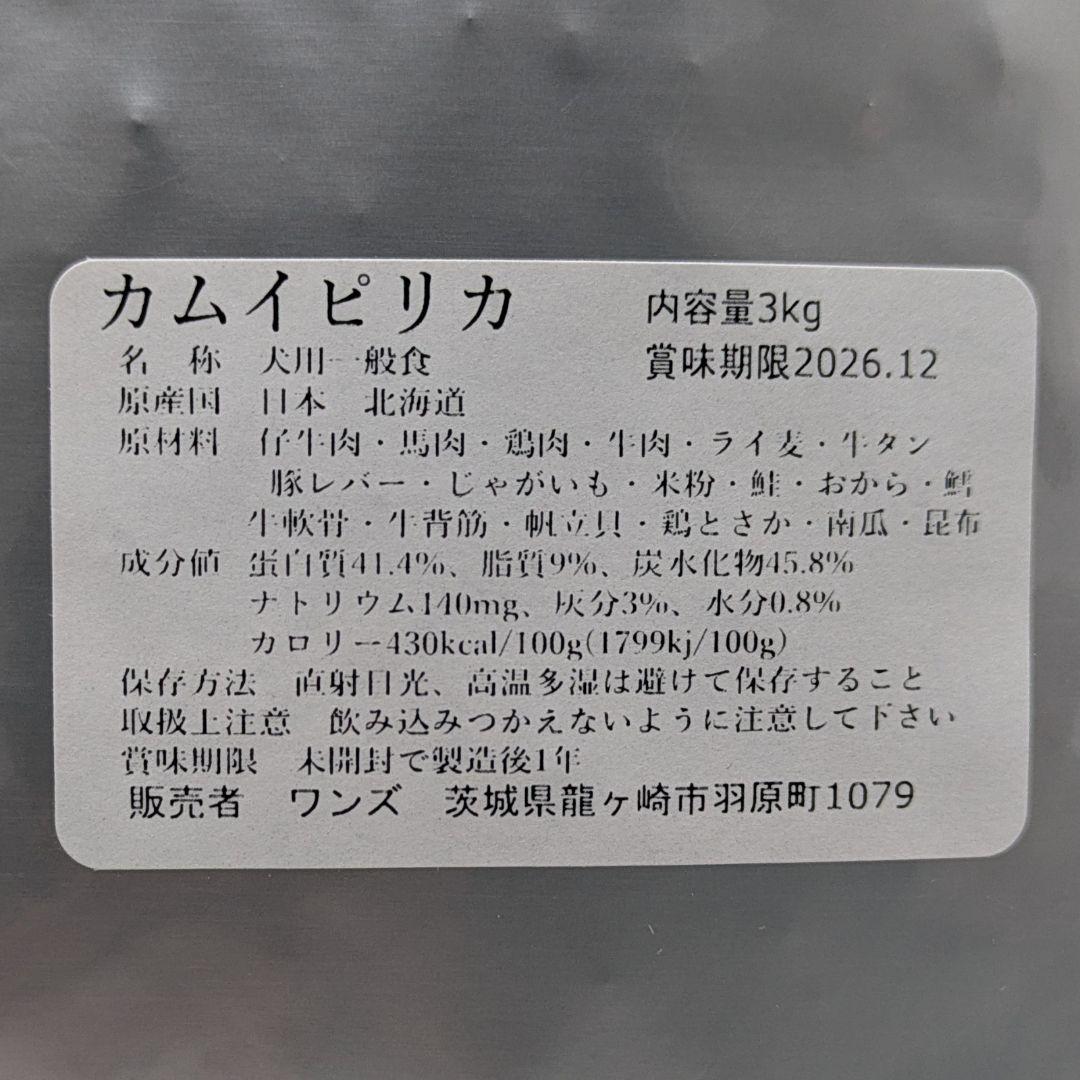 カムイピリカ 内容量3kg
名 称 犬用一般食 賞味期限2026.12
原産国 日本 北海道
原材料 仔牛肉・馬肉・鶏肉・牛肉・ライ麦・牛タン
豚レバー・じゃがいも・米粉・鮭・おから・鱈
牛軟骨・牛背筋・帆立貝・鶏とさか・南瓜・昆布
成分値 蛋白質41.4%、脂質9%、炭水化物45.8%
ナトリウム140mg、灰分3%、水分0.8%
カロリー430kcal/100g(1799kj/100g)
保存方法 直射日光、高温多湿は避けて保存すること
取扱上注意 飲み込みつかえないように注意して下さい
賞味期限 未開封で製造後1年
販売者 ワンズ 茨城県龍ヶ崎市羽原町1079